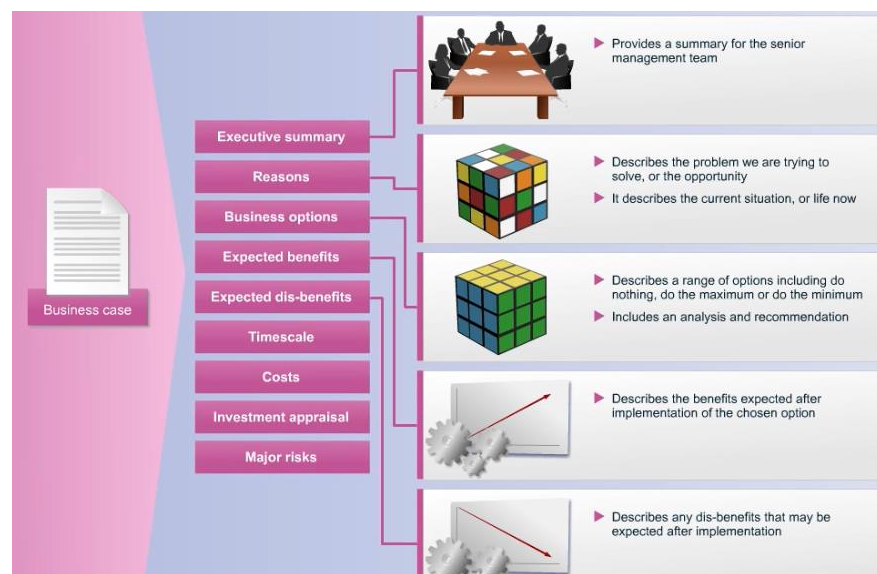 Business case
Executive summary
Reasons
Business options
Expected benefits
Expected dis-benefits
Timescale
Costs
Investment appraisal
Major risks
Provides a summary for the senior
management team
Describes the problem we are trying to
solve, or the opportunity
It describes the current situation, or life now
Describes a range of options including do
nothing, do the maximum or do the minimum
Includes an analysis and recommendation
Describes the benefits expected after
implementation of the chosen option
Describes any dis-benefits that may be
expected after implementation